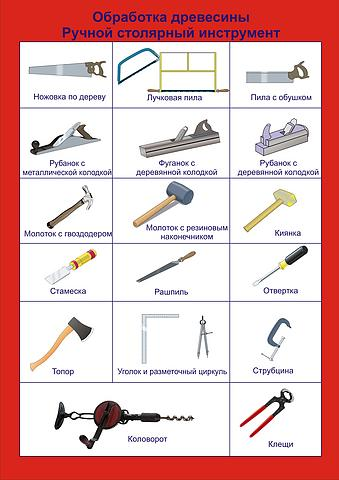 Обработка древесины
Ручной столярный инструмент
Ножовка по дереву
Лучковая пила
Пила с обушком
Рубанок с
металлической колодкой
Фуганок с
деревянной колодкой
Рубанок с
деревянной колодкой
Молоток с гвоздодером
Молоток с резиновым
наконечником
Киянка
Стамеска
Рашпиль
Отвертка
Топор
Уголок и разметочный циркуль
Струбцина
Коловорот
Клещи